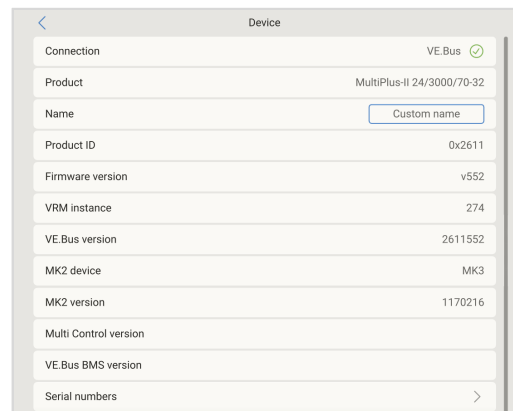 Device
Connection VE.Bus
Product MultiPlus-II 24/3000/70-32
Name Custom name
Product ID 0x2611
Firmware version v552
VRM instance 274
VE.Bus version 2611552
MK2 device MK3
MK2 version 1170216
Multi Control version
VE.Bus BMS version
Serial numbers